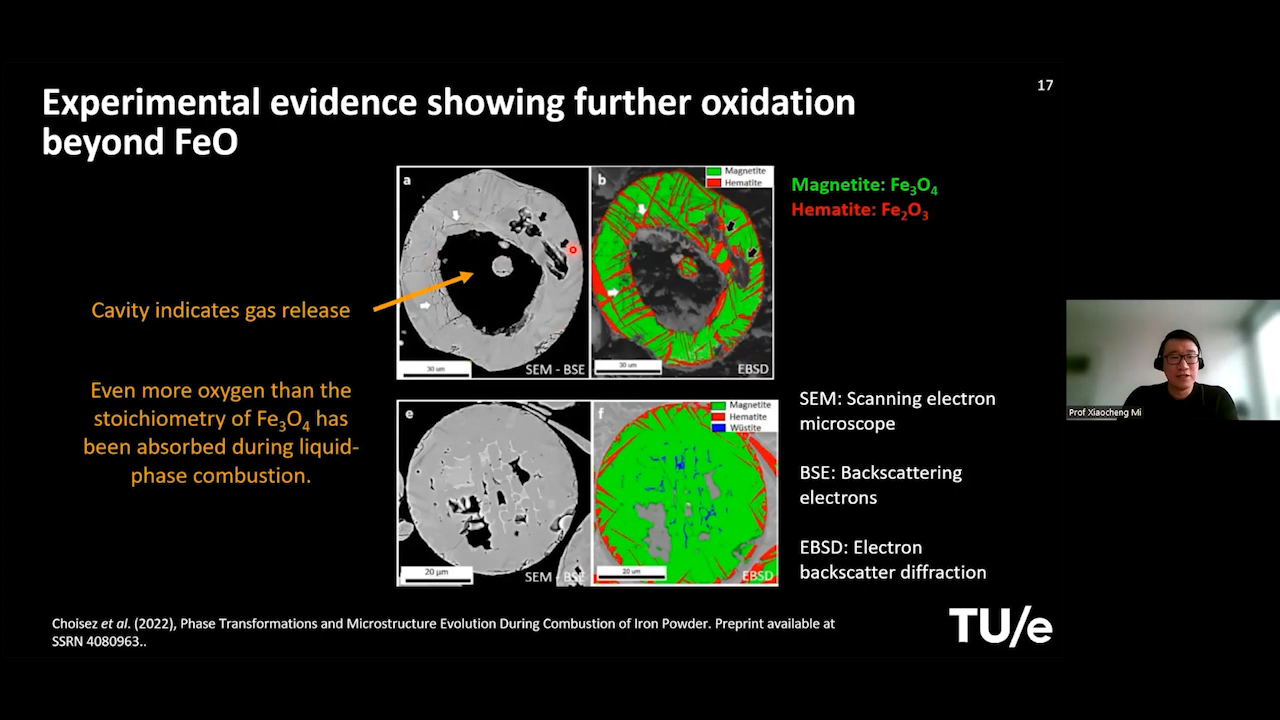 Experimental evidence showing further oxidation
beyond FeO
17
a
b
Magnetite
Hematite
Magnetite: Fe₃O₄
Hematite: Fe₂O₃
Cavity indicates gas release
30 um
SEM - BSE
30 um
EBSD
Even more oxygen than the
stoichiometry of Fe₃O₄ has
been absorbed during liquid-
phase combustion.
e
f
Magnetite
Hematite
Wüstite
20 µm
SEM - BSE
20 um
EBSD
SEM: Scanning electron
microscope
BSE: Backscattering
electrons
EBSD: Electron
backscatter diffraction
Prof Xiaocheng Mi
Choisez et al. (2022), Phase Transformations and Microstructure Evolution During Combustion of Iron Powder. Preprint available at
SSRN 4080963..
TU/e